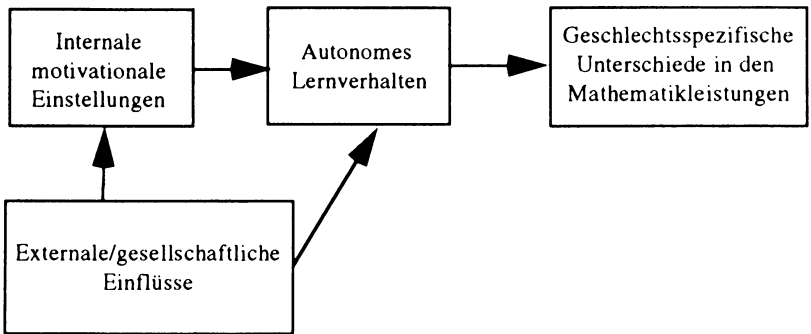 Internale
motivationale
Einstellungen
Autonomes
Lernverhalten
Geschlechtsspezifische
Unterschiede in den
Mathematikleistungen
Externale/gesellschaftliche
Einflüsse